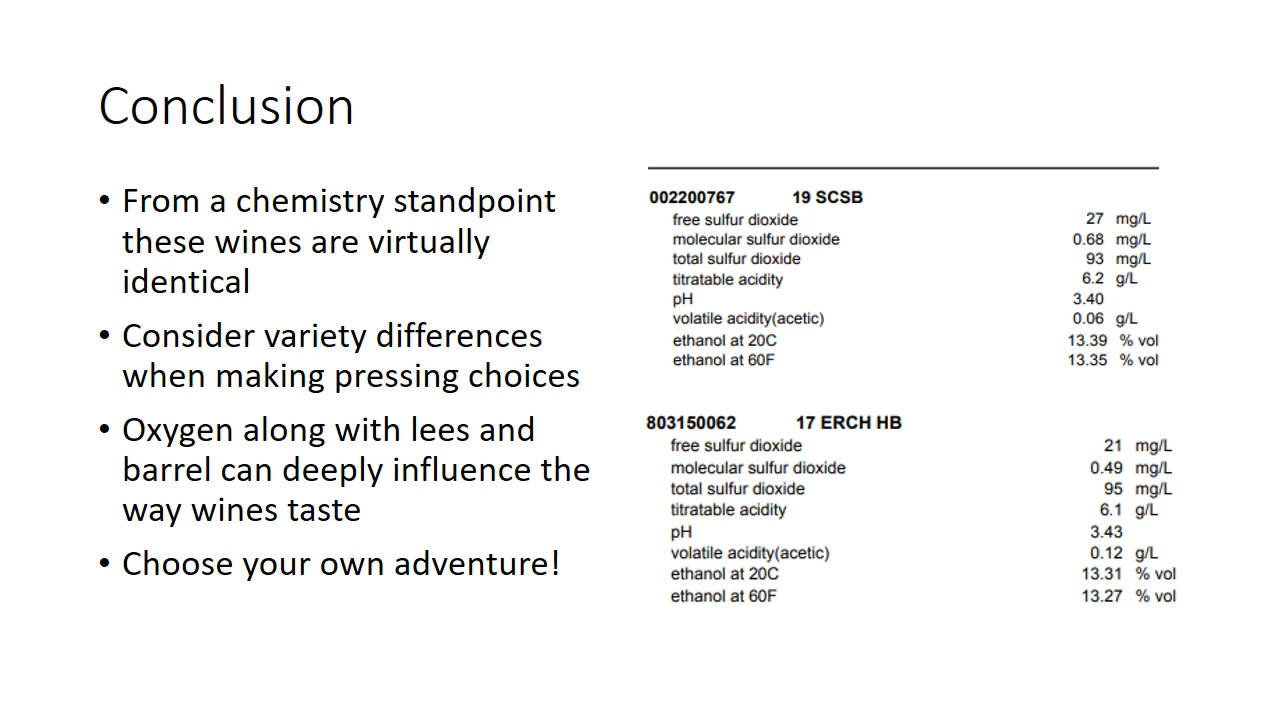 Conclusion
• From a chemistry standpoint
these wines are virtually
identical
• Consider variety differences
when making pressing choices
• Oxygen along with lees and
barrel can deeply influence the
way wines taste
• Choose your own adventure!
002200767 19 SCSB
free sulfur dioxide 27 mg/L
molecular sulfur dioxide 0.68 mg/L
total sulfur dioxide 93 mg/L
titratable acidity 6.2 g/L
pH 3.40
volatile acidity(acetic) 0.06 g/L
ethanol at 20C 13.39 % vol
ethanol at 60F 13.35 % vol
803150062 17 ERCH HB
free sulfur dioxide 21 mg/L
molecular sulfur dioxide 0.49 mg/L
total sulfur dioxide 95 mg/L
titratable acidity 6.1 g/L
pH 3.43
volatile acidity(acetic) 0.12 g/L
ethanol at 20C 13.31 % vol
ethanol at 60F 13.27 % vol